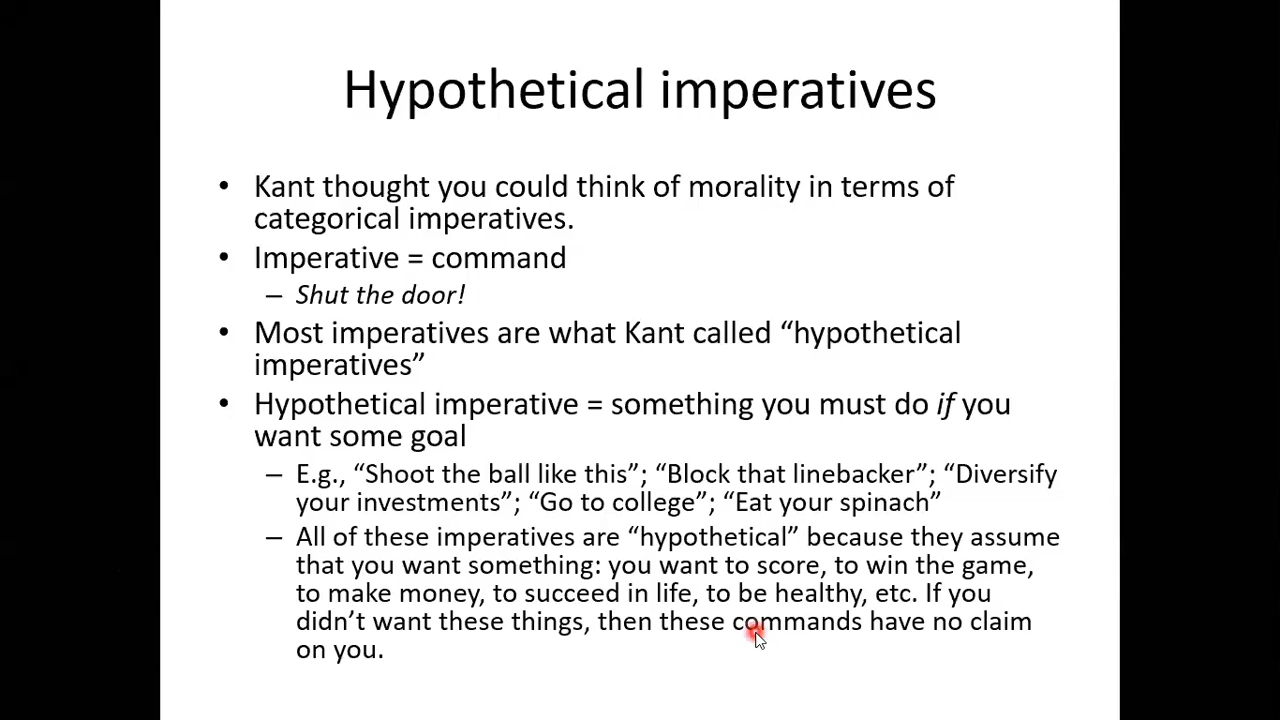 Hypothetical imperatives
• Kant thought you could think of morality in terms of
categorical imperatives.
• Imperative = command
– Shut the door!
• Most imperatives are what Kant called “hypothetical
imperatives”
• Hypothetical imperative = something you must do if you
want some goal
– E.g., “Shoot the ball like this”; “Block that linebacker”; “Diversify
your investments”; “Go to college”; “Eat your spinach”
– All of these imperatives are “hypothetical” because they assume
that you want something: you want to score, to win the game,
to make money, to succeed in life, to be healthy, etc. If you
didn’t want these things, then these commands have no claim
on you.